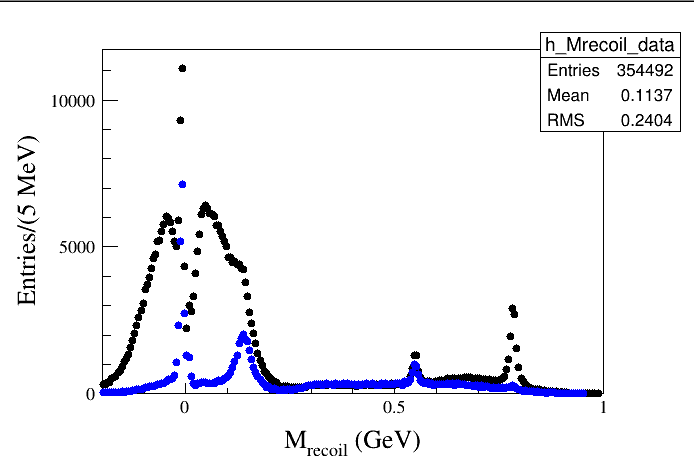 h_Mrecoil_data
Entries 354492
Mean 0.1137
RMS 0.2404
10000
5000
0
Entries/(5 MeV)
0 0.5 1
M_recoil (GeV)